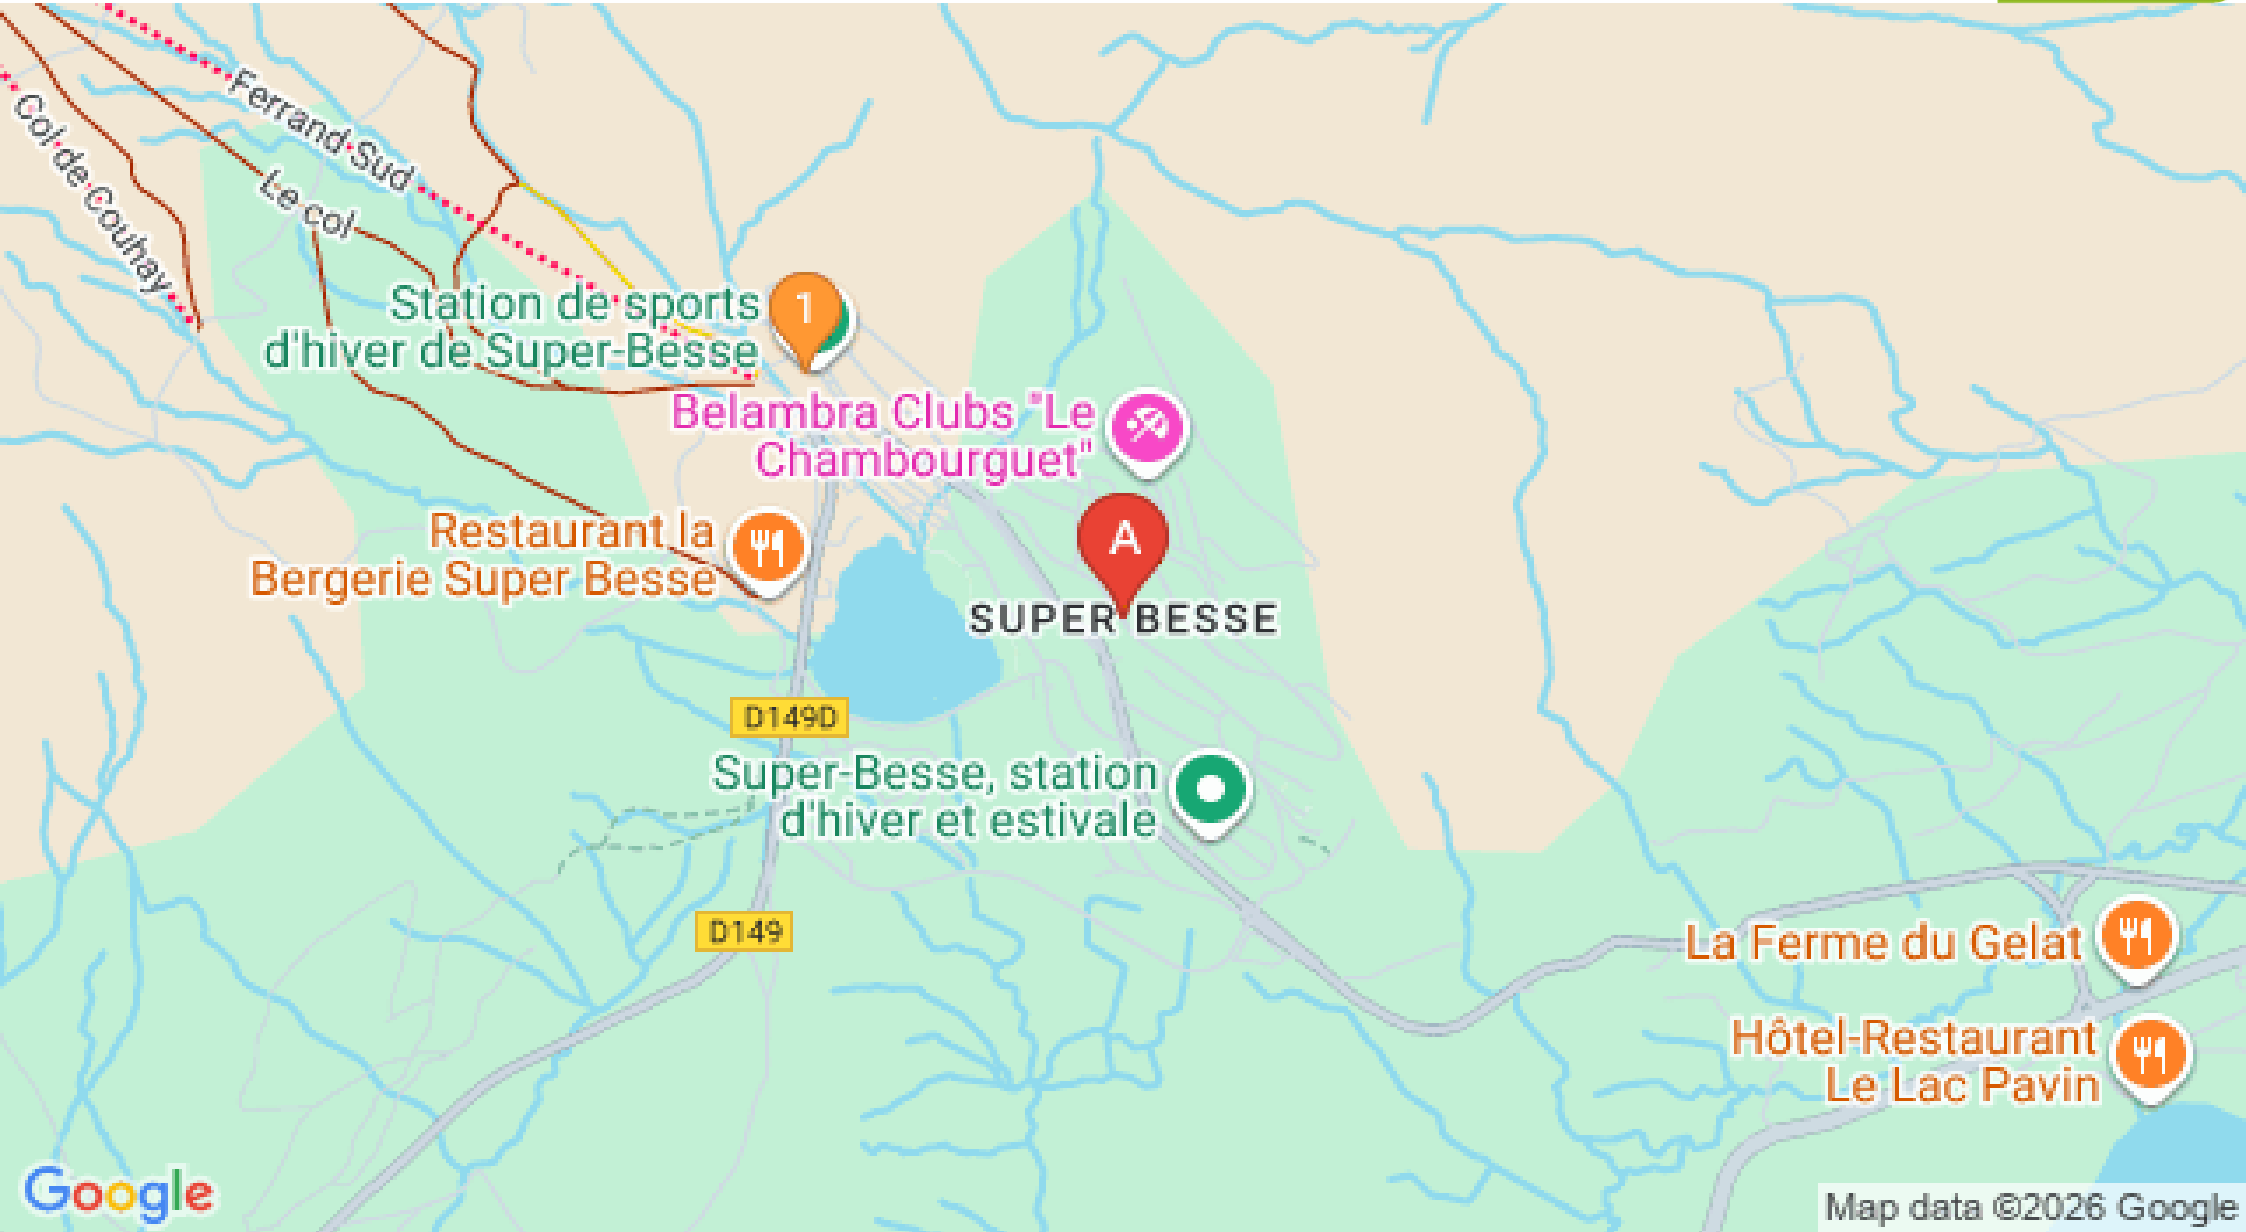 Ferrand-Sud
Col de Couhay
Le col
1
Station de sports
d'hiver de Super-Besse
Belambra Clubs "Le
Chambourguet"
Restaurant la
Bergerie Super Besse
A
SUPER BESSE
D149D
Super-Besse, station
d'hiver et estivale
D149
La Ferme du Gelat
Hôtel-Restaurant
Le Lac Pavin
Google
Map data ©2026 Google